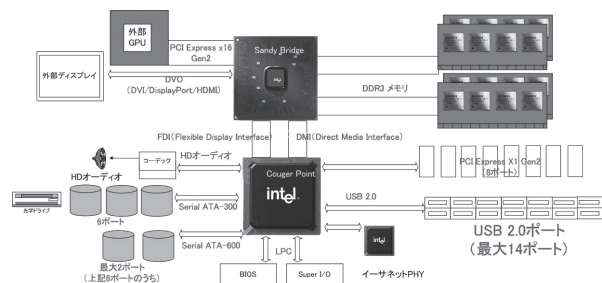 外部
GPU
PCI Express x16
Gen2
Sandy Bridge
intel
外部ディスプレイ
DVO
(DVI/DisplayPort/HDMI)
DDR3 メモリ
FDI(Flexible Display Interface)
DMI(Direct Media Interface)
コーデック
HDオーディオ
HDオーディオ
Couger Point
intel
PCI Express X1 Gen2
(8ポート)
光学ドライブ
6ポート
Serial ATA-300
USB 2.0
USB 2.0ポート
(最大14ポート)
Serial ATA-600
最大2ポート
(上記6ポートのうち)
LPC
BIOS
Super I/O
intel
イーサネットPHY